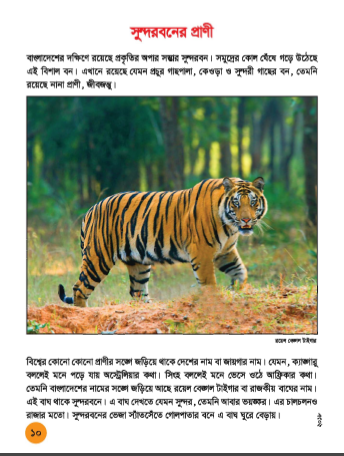 সুন্দরবনের প্রাণী
বাংলাদেশের দক্ষিণে রয়েছে প্রকৃতির অপার সম্ভার সুন্দরবন। সমুদ্রের কোল ঘেঁষে গড়ে উঠেছে
এই বিশাল বন। এখানে রয়েছে যেমন প্রচুর গাছপালা, কেওড়া ও সুন্দরী গাছের বন, তেমনি
রয়েছে নানা প্রাণী, জীবজন্তু।
রয়েল বেঙ্গল টাইগার
বিশ্বের কোনো কোনো প্রাণীর সঙ্গে জড়িয়ে থাকে দেশের নাম বা জায়গার নাম। যেমন, ক্যাঙ্গারু
বললেই মনে পড়ে যায় অস্ট্রেলিয়ার কথা। সিংহ বললেই মনে ভেসে ওঠে আফ্রিকার কথা।
তেমনি বাংলাদেশের নামের সঙ্গে জড়িয়ে আছে রয়েল বেঙ্গল টাইগার বা রাজকীয় বাঘের নাম।
এই বাঘ থাকে সুন্দরবনে। এ বাঘ দেখতে যেমন সুন্দর, তেমনি আবার ভয়ঙ্কর। এর চালচলনও
রাজার মতো। সুন্দরবনের ভেজা স্যাঁতসেঁতে গোলপাতার বনে এ বাঘ ঘুরে বেড়ায়।
১০